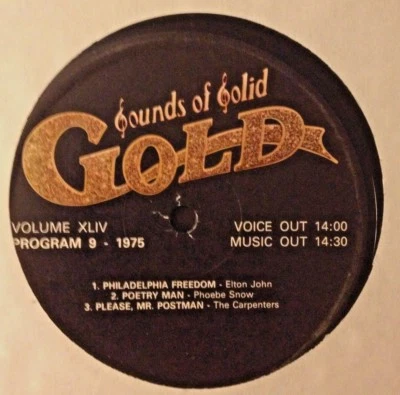 Sounds of Solid
GOLD
VOLUME XLIV VOICE OUT 14:00
PROGRAM 9 - 1975 MUSIC OUT 14:30
1. PHILADELPHIA FREEDOM - Elton John
2. POETRY MAN - Phoebe Snow
3. PLEASE, MR. POSTMAN - The Carpenters